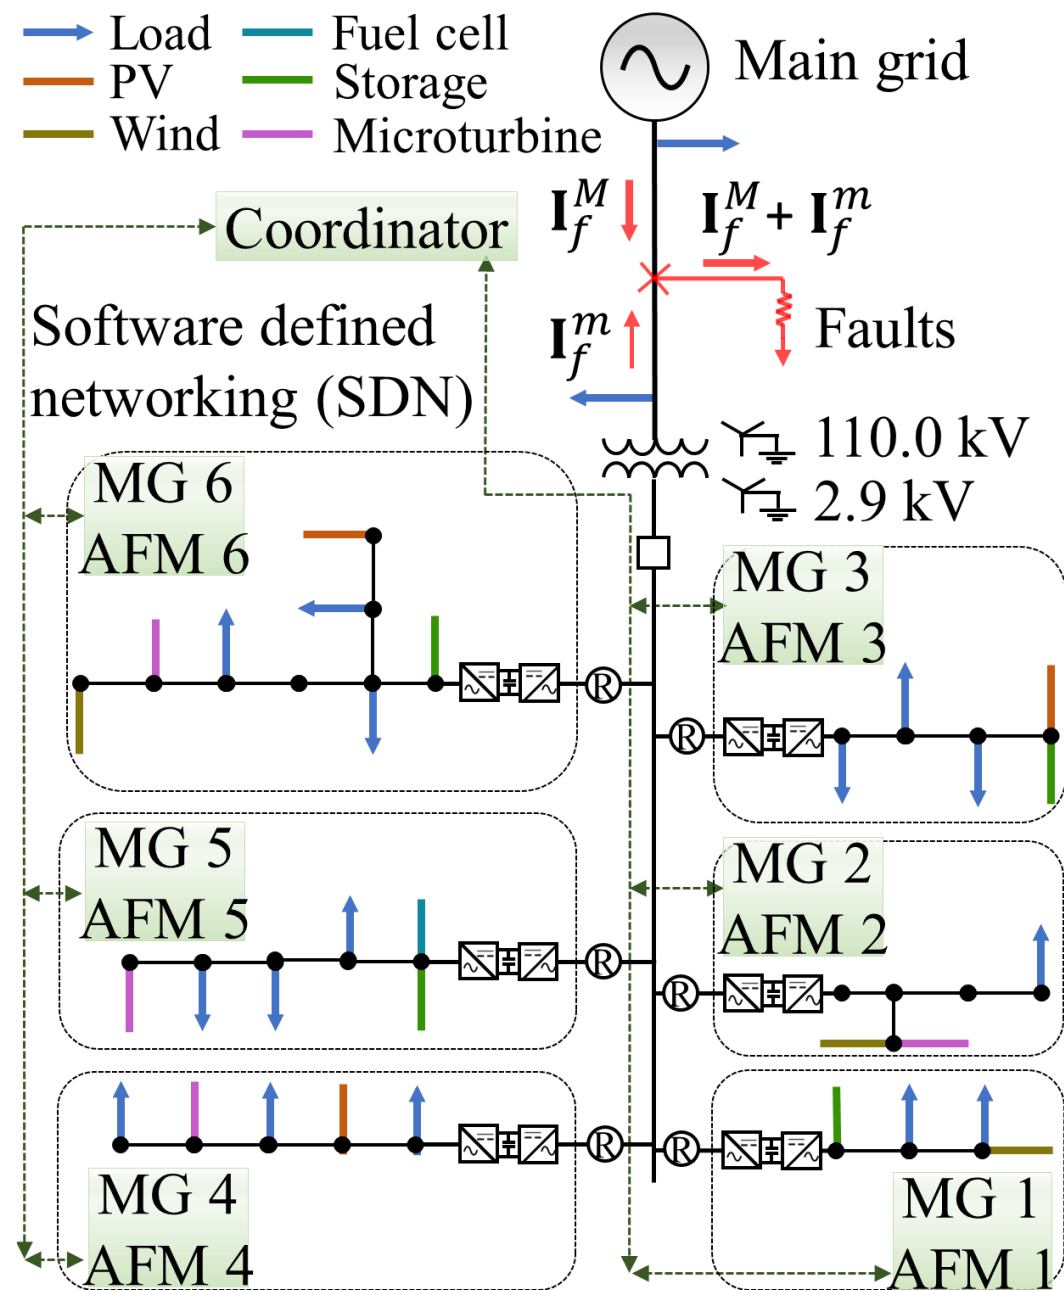 Load
Fuel cell
PV
Storage
Wind
Microturbine
Main grid
Coordinator
𝐈_f^M
𝐈_f^M + 𝐈_f^m
𝐈_f^m
Faults
Software defined
networking (SDN)
110.0 kV
2.9 kV
MG 6
AFM 6
MG 3
AFM 3
R
R
MG 5
AFM 5
MG 2
AFM 2
R
R
MG 4
AFM 4
R
R
MG 1
AFM 1